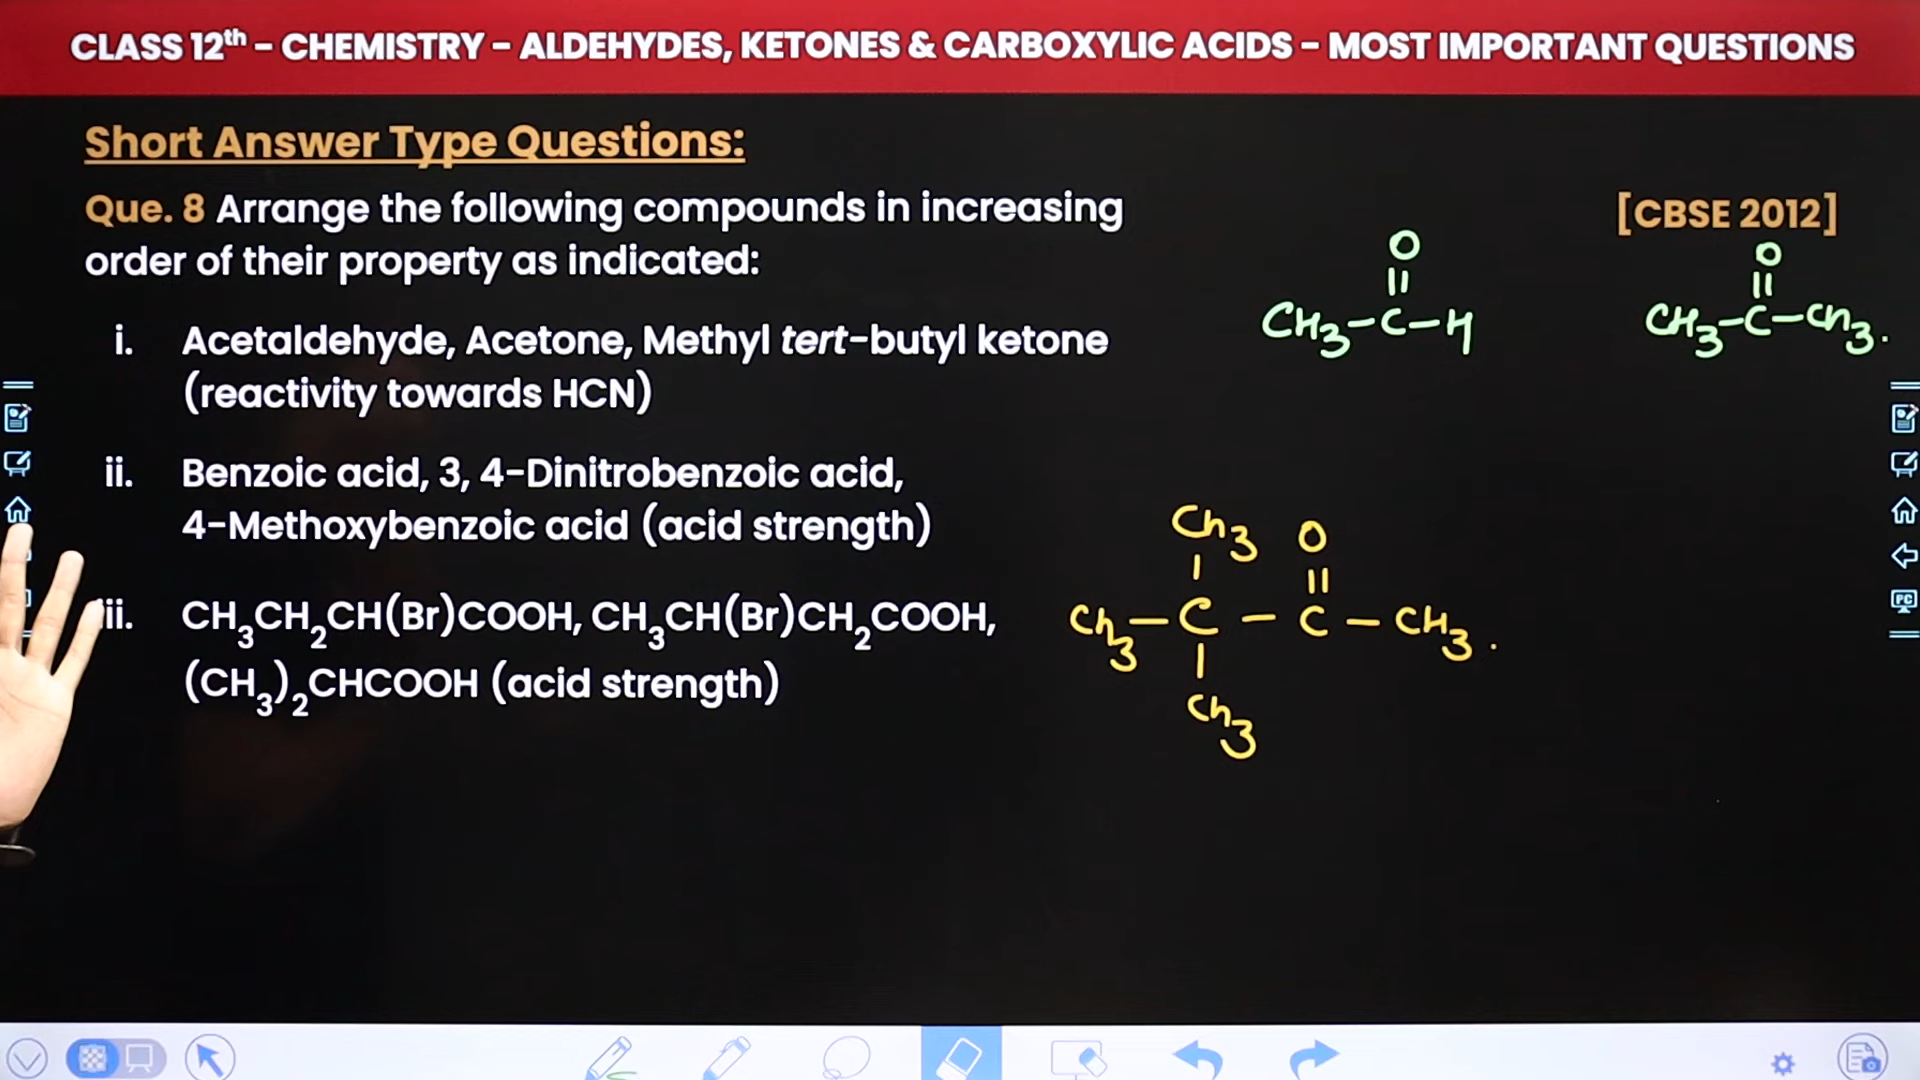 CLASS 12th - CHEMISTRY - ALDEHYDES, KETONES & CARBOXYLIC ACIDS - MOST IMPORTANT QUESTIONS
Short Answer Type Questions:
Que. 8 Arrange the following compounds in increasing
order of their property as indicated:
[CBSE 2012]
i. Acetaldehyde, Acetone, Methyl tert-butyl ketone
(reactivity towards HCN)
ii. Benzoic acid, 3, 4-Dinitrobenzoic acid,
4-Methoxybenzoic acid (acid strength)
iii. CH3CH2CH(Br)COOH, CH3CH(Br)CH2COOH,
(CH3)2CHCOOH (acid strength)
O
||
CH3-C-H
O
||
CH3-C-CH3.
CH3 O
| ||
CH3-C-C-CH3.
|
CH3
PC